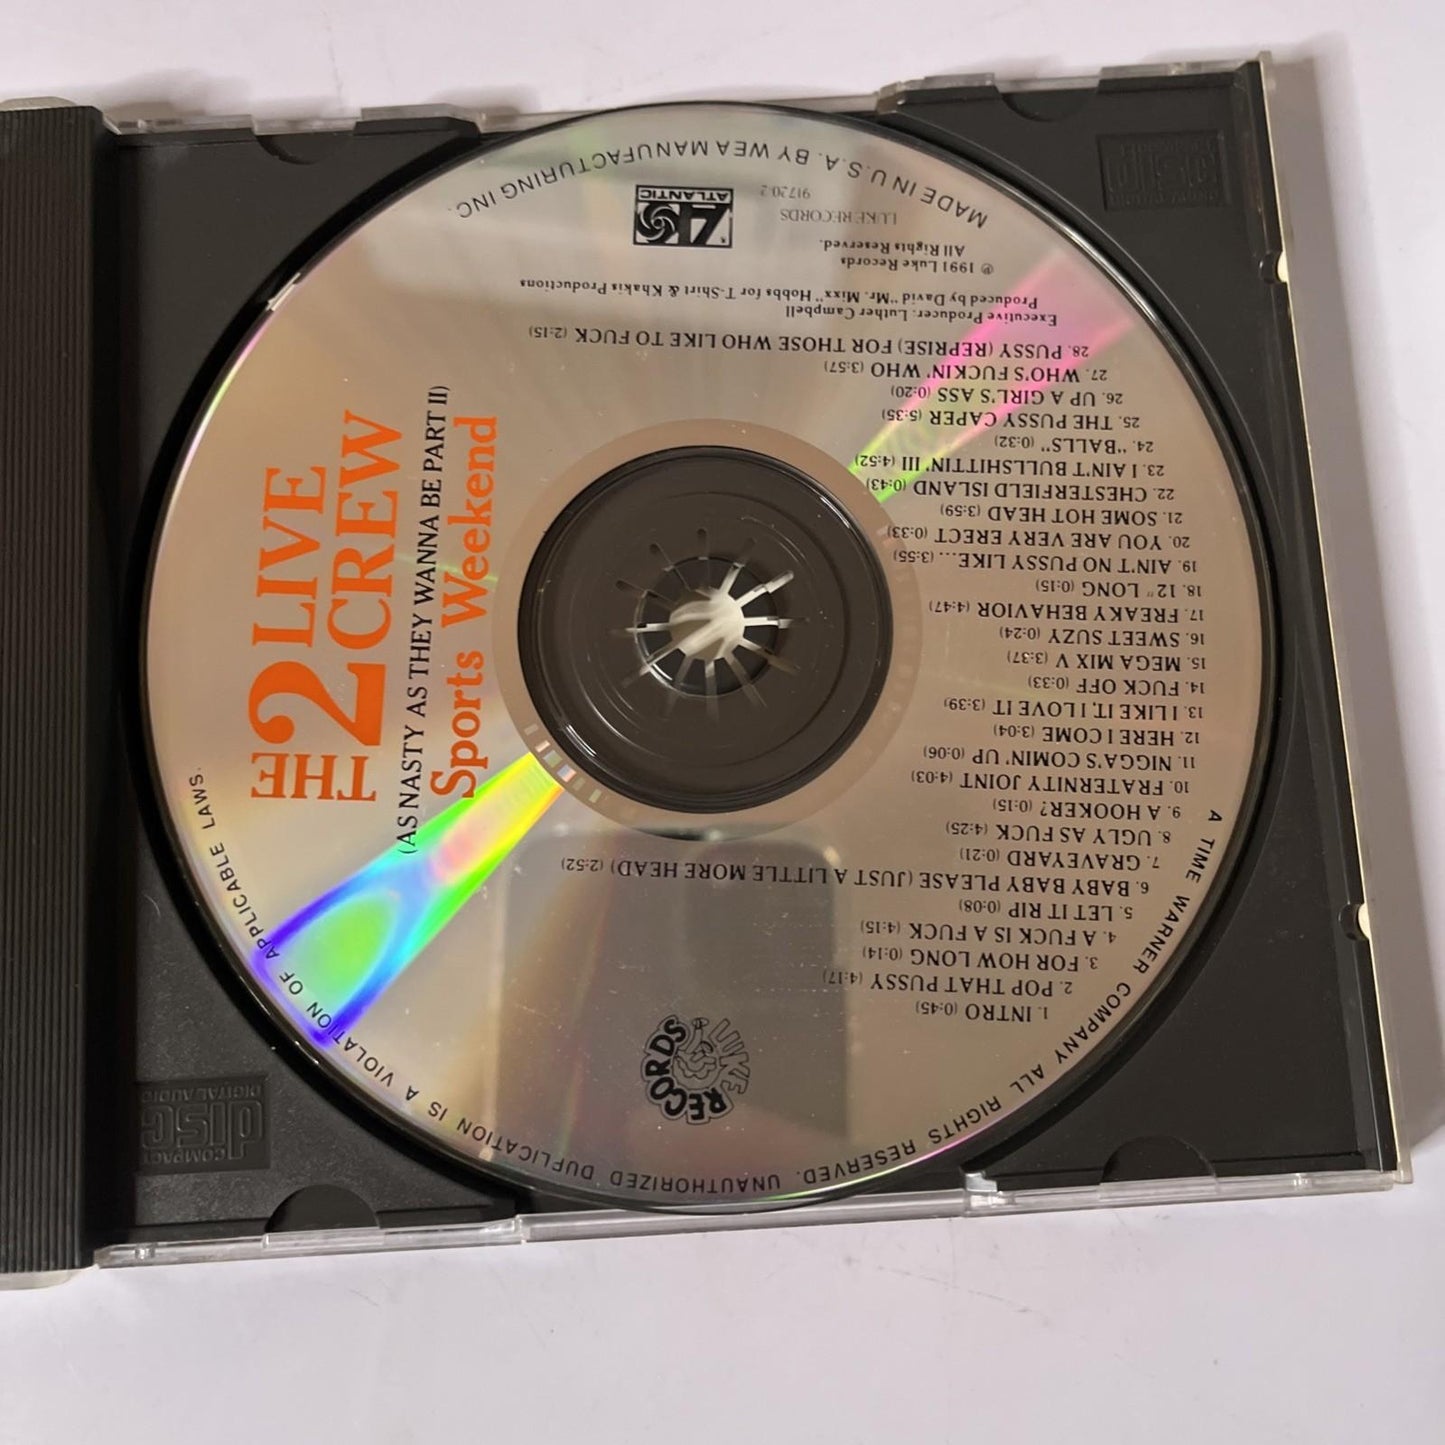 THE 2 LIVE
2 CREW
(AS NASTY AS THEY WANNA BE PART II)
Sports Weekend
LUKE RECORDS
1. INTRO (0:45)
2. POP THAT PUSSY (4:17)
3. FOR HOW LONG (0:14)
4. A FUCK IS A FUCK (4:15)
5. LET IT RIP (0:08)
6. BABY BABY PLEASE (JUST A LITTLE MORE HEAD) (2:52)
7. GRAVEYARD (0:21)
8. UGLY AS FUCK (4:25)
9. A HOOKER? (0:15)
10. FRATERNITY JOINT (4:03)
11. NIGGA'S COMIN' UP (0:06)
12. HERE I COME (3:04)
13. I LIKE IT, I LOVE IT (3:39)
14. FUCK OFF (0:33)
15. MEGA MIX V (3:37)
16. SWEET SUZY (0:24)
17. FREAKY BEHAVIOR (4:47)
18. 12" LONG (0:15)
19. AIN'T NO PUSSY LIKE... (3:55)
20. YOU ARE VERY ERECT (0:33)
21. SOME HOT HEAD (3:59)
22. CHESTERFIELD ISLAND (0:43)
23. I AIN'T BULLSHITTIN' III (4:52)
24. "BALLS" (0:32)
25. THE PUSSY CAPER (5:35)
26. UP A GIRL'S ASS (0:20)
27. WHO'S FUCKIN' WHO (3:57)
28. PUSSY (REPRISE) FOR THOSE WHO LIKE TO FUCK (2:15)
Executive Producer: Luther Campbell
Produced by David "Mr. Mixx" Hobbs for T-Shirt & Khakis Productions
℗ 1991 Luke Records
All Rights Reserved.
LUKE RECORDS
91720-2
ATLANTIC
®
MADE IN U.S.A. BY WEA MANUFACTURING INC.
A TIME WARNER COMPANY ALL RIGHTS RESERVED. UNAUTHORIZED DUPLICATION IS A VIOLATION OF APPLICABLE LAWS.
COMPACT
disc
DIGITAL AUDIO
disc